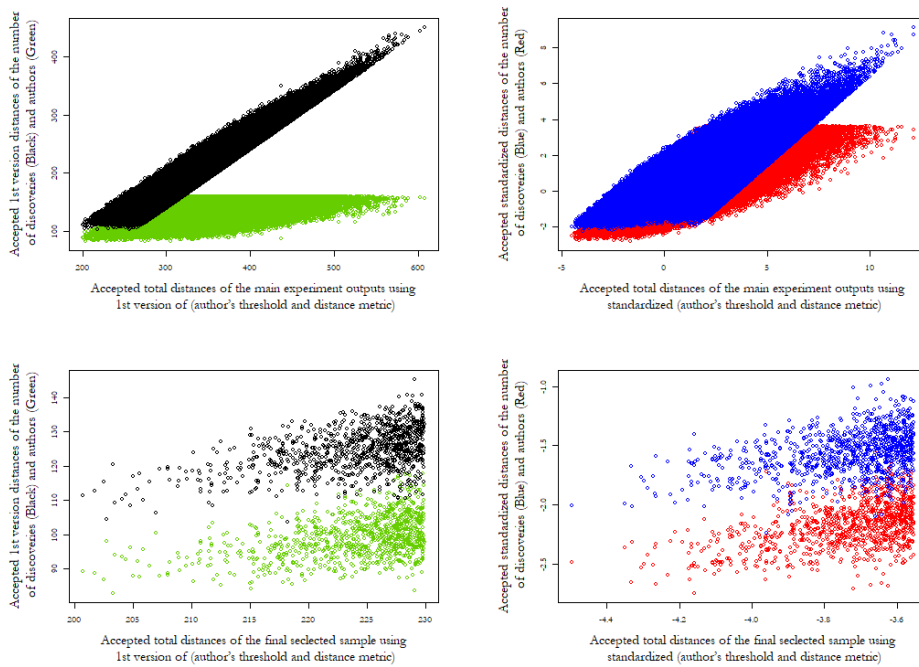 Accepted 1st version distances of the number
of discoveries (Black) and authors (Green)
400
300
200
100
200 300 400 500 600
Accepted total distances of the main experiment outputs using
1st version of (author's threshold and distance metric)
Accepted standardized distances of the number
of discoveries (Blue) and authors (Red)
8
6
4
2
0
-2
-5 0 5 10
Accepted total distances of the main experiment outputs using
standardized (author's threshold and distance metric)
Accepted 1st version distances of the number
of discoveries (Black) and authors (Green)
140
130
120
110
100
90
200 205 210 215 220 225 230
Accepted total distances of the final seclected sample using
1st version of (author's threshold and distance metric)
Accepted standardized distances of the number
of discoveries (Blue) and authors (Red)
-1.0
-1.5
-2.0
-2.5
-4.4 -4.2 -4.0 -3.8 -3.6
Accepted total distances of the final seclected sample using
standardized (author's threshold and distance metric)